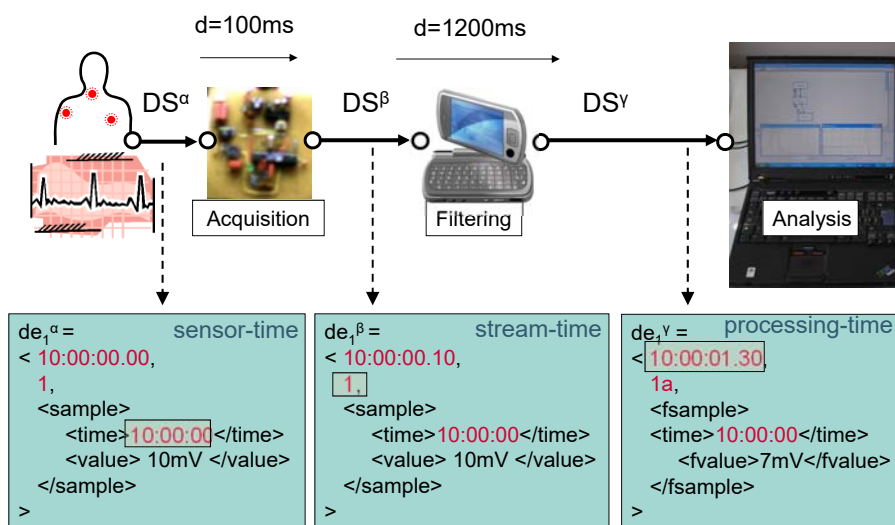 d=100ms
d=1200ms
DSα
DSβ
DSγ
Acquisition
Filtering
Analysis
de₁α =
sensor-time
< 10:00:00.00,
1,
<sample>
<time>10:00:00</time>
<value> 10mV </value>
</sample>
>
de₁β =
stream-time
< 10:00:00.10,
1,
<sample>
<time>10:00:00</time>
<value> 10mV </value>
</sample>
>
de₁γ =
processing-time
< 10:00:01.30,
1a,
<fsample>
<time>10:00:00</time>
<fvalue>7mV</fvalue>
</fsample>
>